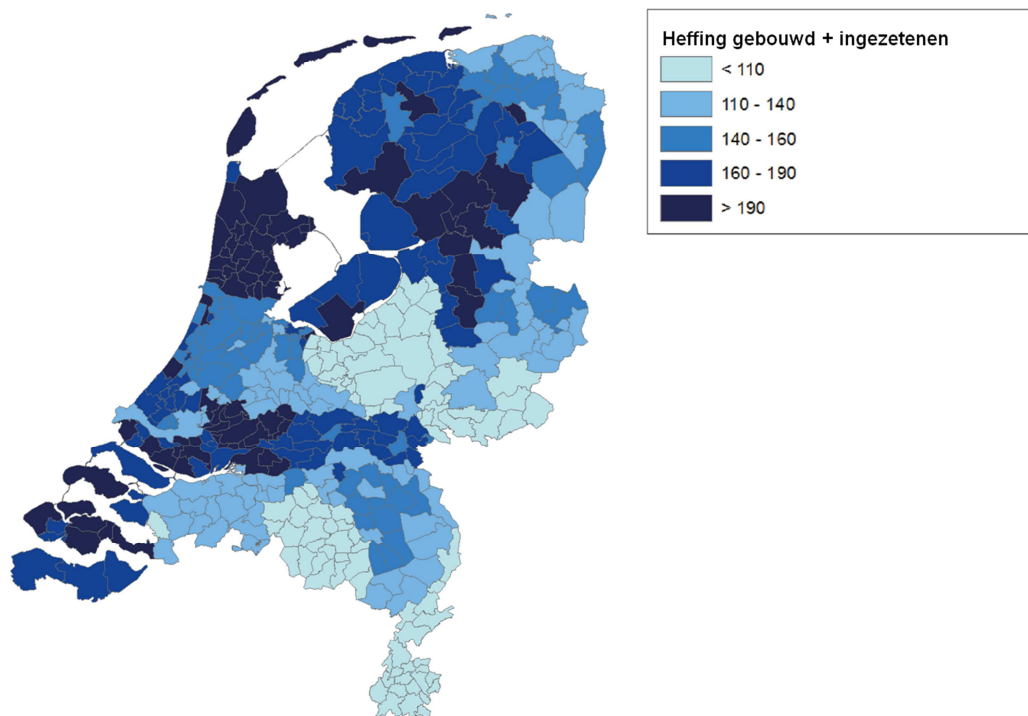 Heffing gebouwd + ingezetenen
< 110
110 - 140
140 - 160
160 - 190
> 190